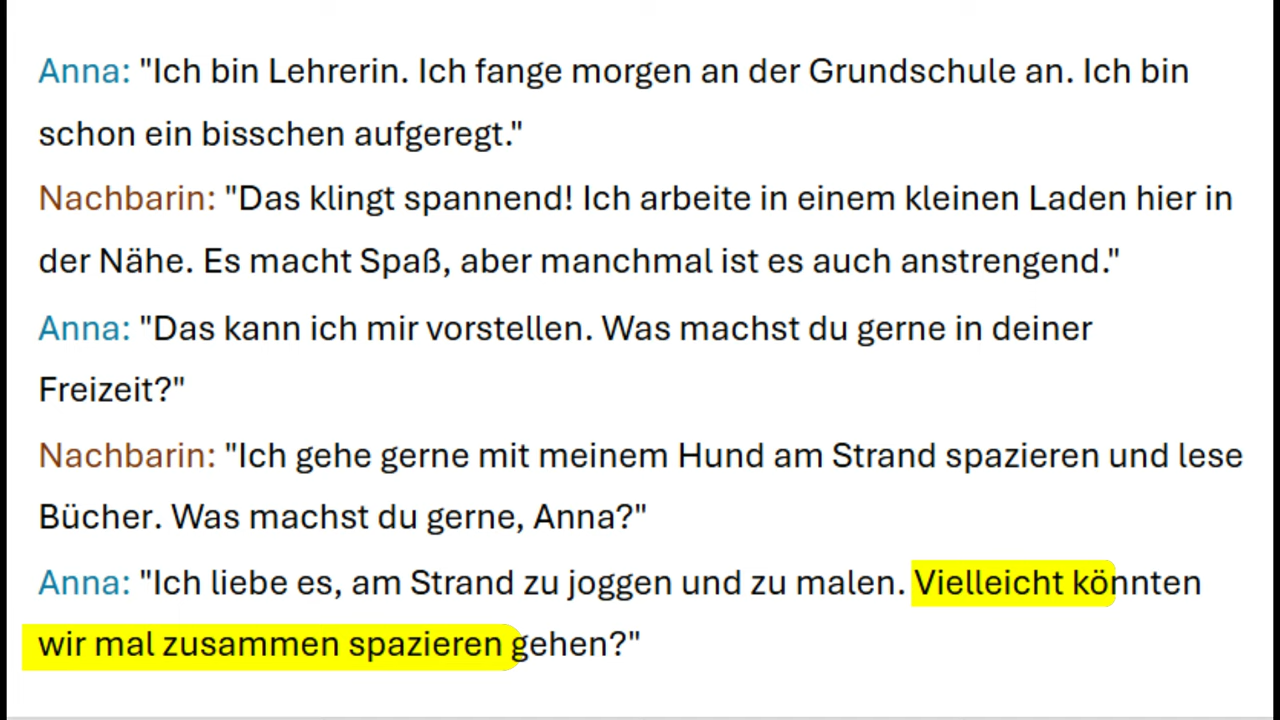 Anna: "Ich bin Lehrerin. Ich fange morgen an der Grundschule an. Ich bin
schon ein bisschen aufgeregt."
Nachbarin: "Das klingt spannend! Ich arbeite in einem kleinen Laden hier in
der Nähe. Es macht Spaß, aber manchmal ist es auch anstrengend."
Anna: "Das kann ich mir vorstellen. Was machst du gerne in deiner
Freizeit?"
Nachbarin: "Ich gehe gerne mit meinem Hund am Strand spazieren und lese
Bücher. Was machst du gerne, Anna?"
Anna: "Ich liebe es, am Strand zu joggen und zu malen. Vielleicht könnten
wir mal zusammen spazieren gehen?"